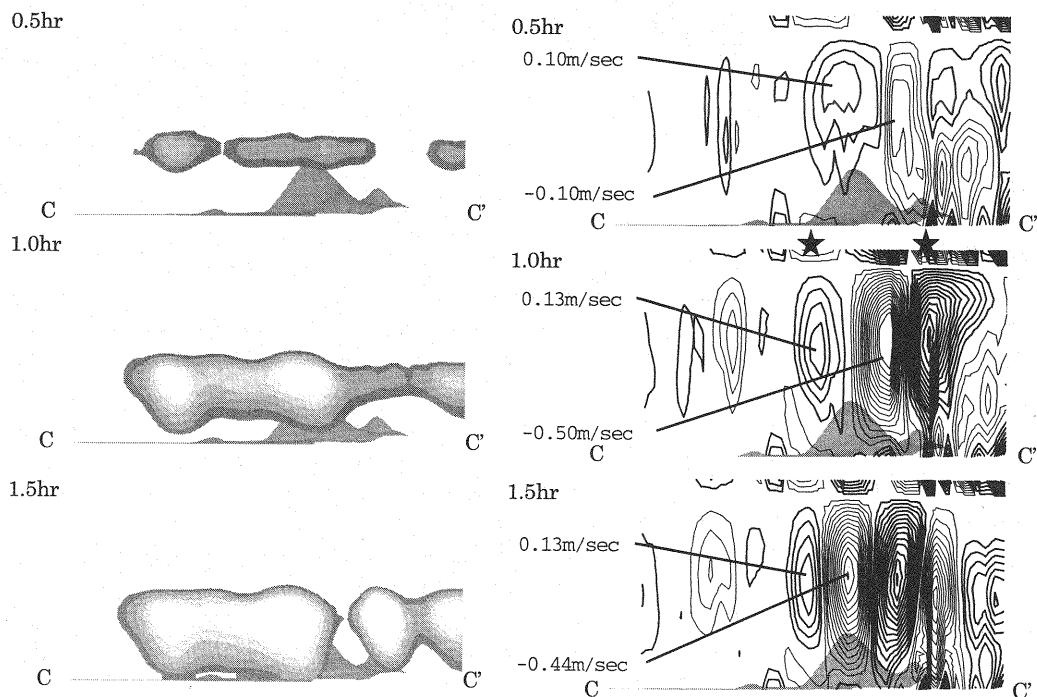 0.5hr
C C'
1.0hr
C C'
1.5hr
C C'
0.5hr
0.10m/sec
-0.10m/sec
C C'
1.0hr
0.13m/sec
-0.50m/sec
C C'
1.5hr
0.13m/sec
-0.44m/sec
C C'